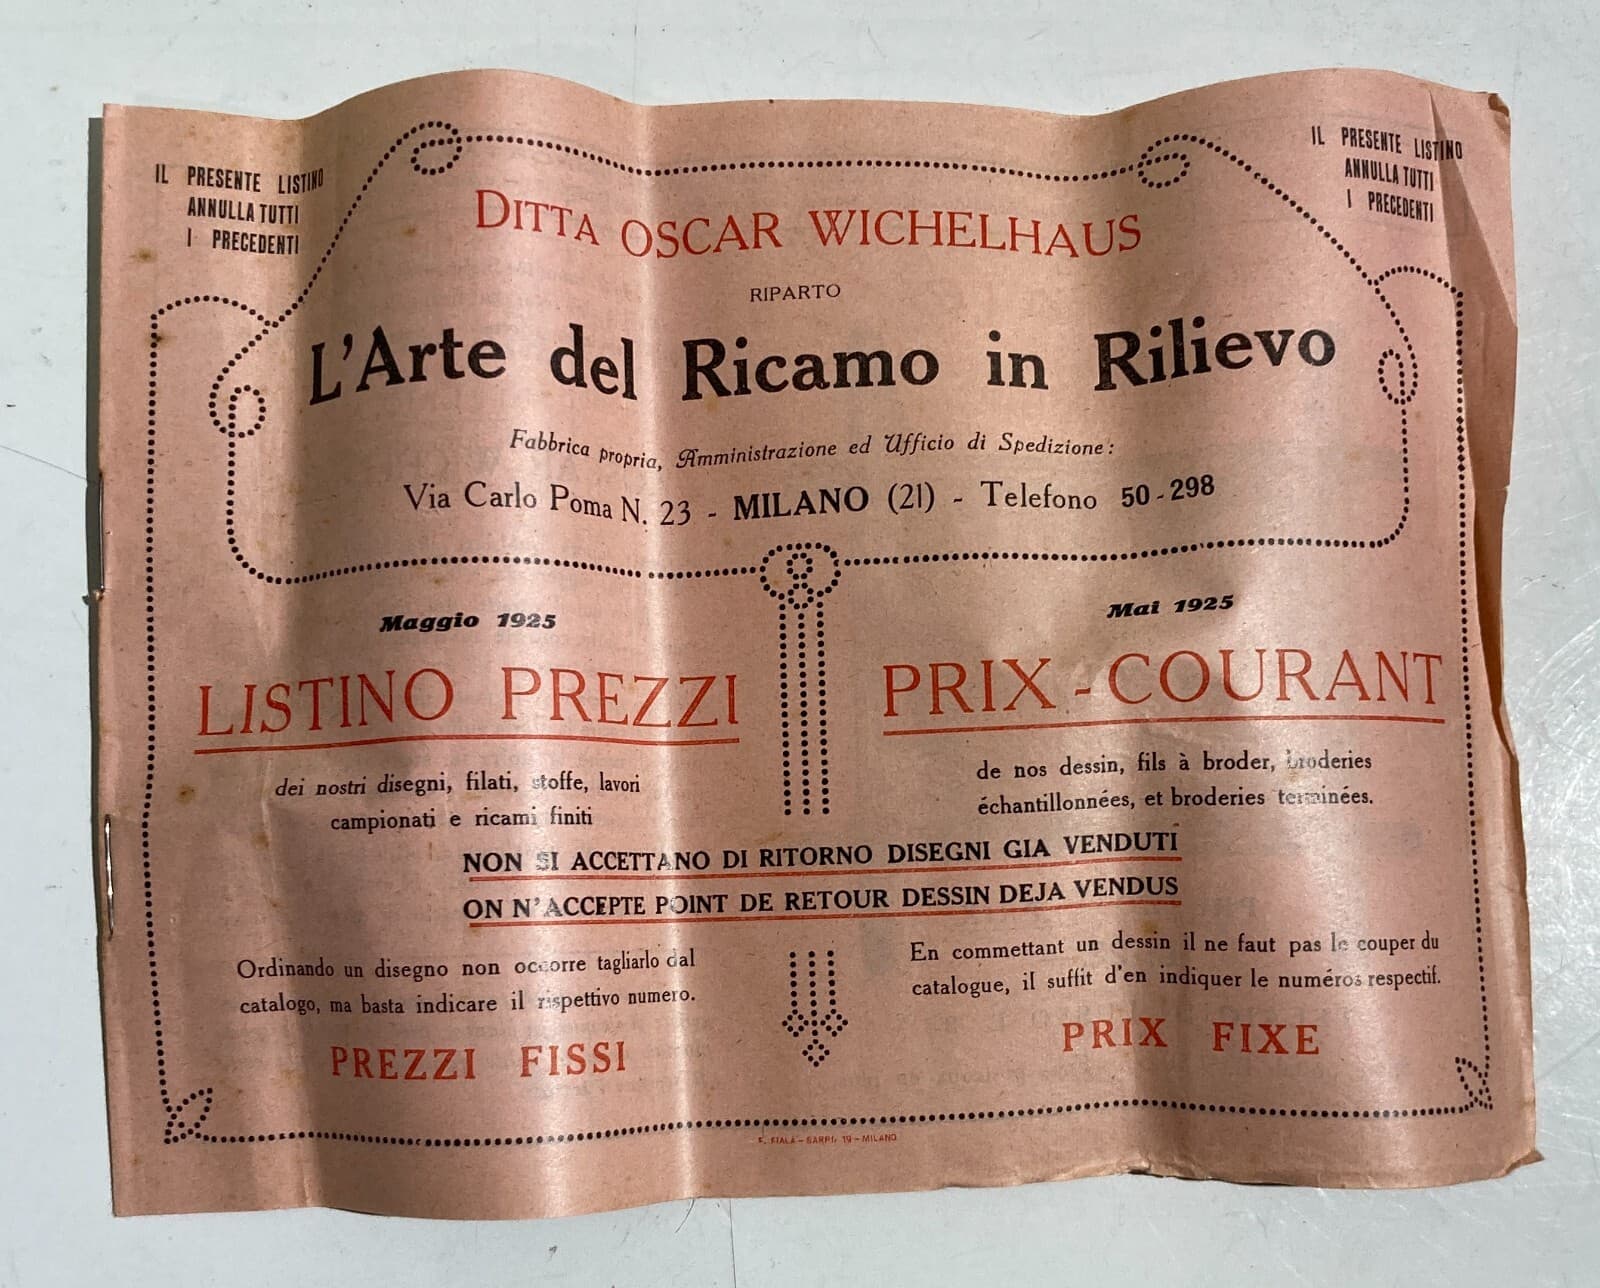 IL PRESENTE LISTINO
ANNULLA TUTTI
I PRECEDENTI
IL PRESENTE LISTINO
ANNULLA TUTTI
I PRECEDENTI
DITTA OSCAR WICHELHAUS
RIPARTO
L'Arte del Ricamo in Rilievo
Fabbrica propria, Amministrazione ed Ufficio di Spedizione:
Via Carlo Poma N. 23 - MILANO (21) - Telefono 50-298
Maggio 1925
LISTINO PREZZI
dei nostri disegni, filati, stoffe, lavori
campionati e ricami finiti
Mai 1925
PRIX-COURANT
de nos dessin, fils à broder, broderies
échantillonnées, et broderies terminées.
NON SI ACCETTANO DI RITORNO DISEGNI GIA VENDUTI
ON N'ACCEPTE POINT DE RETOUR DESSIN DEJA VENDUS
Ordinando un disegno non occorre tagliarlo dal
catalogo, ma basta indicare il rispettivo numero.
PREZZI FISSI
En commettant un dessin il ne faut pas le couper du
catalogue, il suffit d'en indiquer le numéros respectif.
PRIX FIXE
19 - MILANO